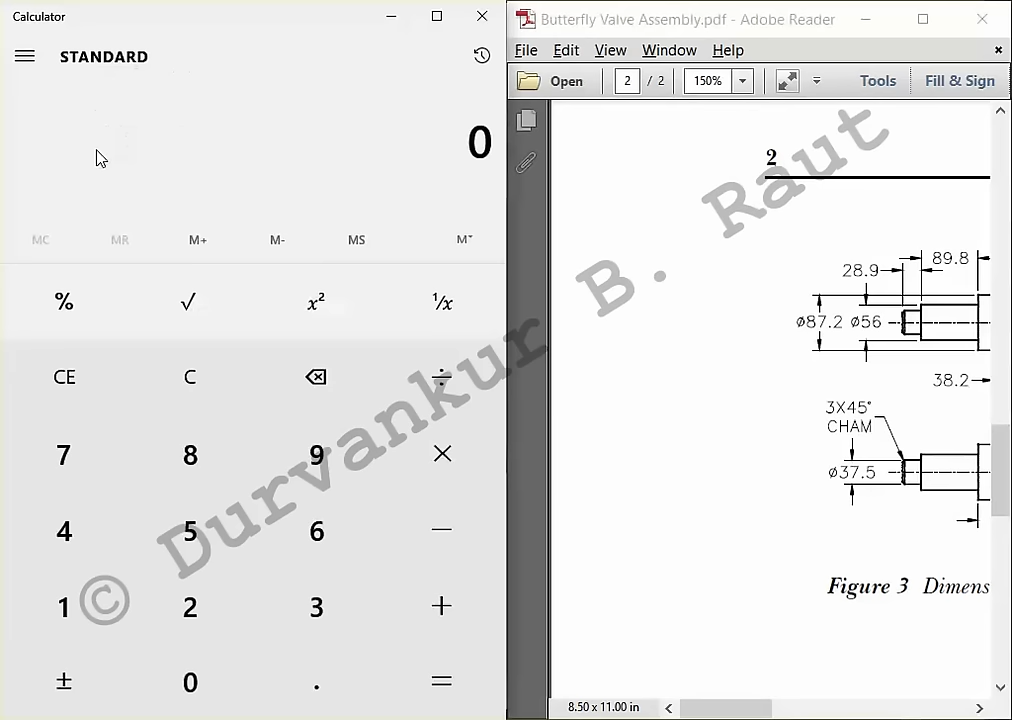 Calculator
STANDARD
0
MC MR M+ M- MS M˅
% √ x² ¹/x
CE C ÷
7 8 9 ×
4 5 6 −
1 2 3 +
± 0 . =
Butterfly Valve Assembly.pdf - Adobe Reader
File Edit View Window Help
Open 2 / 2 150% Tools Fill & Sign
2
89.8
28.9
ø87.2 ø56
38.2
3X45°
CHAM
ø37.5
Figure 3 Dimens
8.50 x 11.00 in
© Durvankur B. Raut